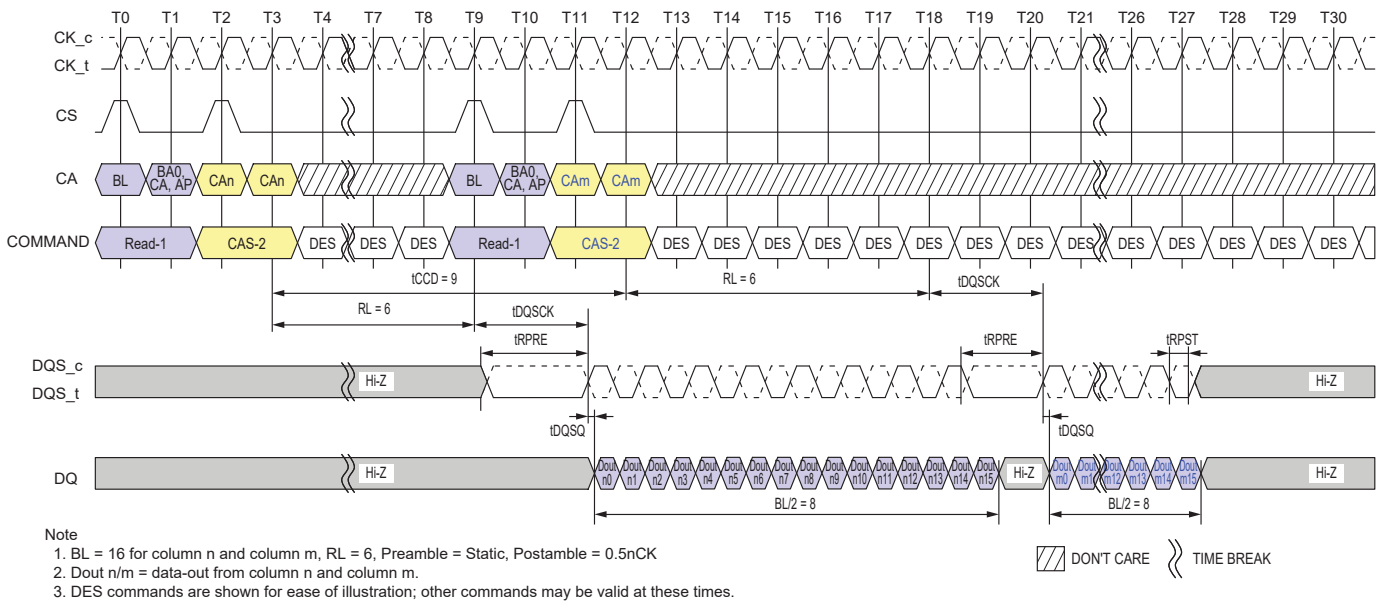 T0 T1 T2 T3 T4 T7 T8 T9 T10 T11 T12 T13 T14 T15 T16 T17 T18 T19 T20 T21 T26 T27 T28 T29 T30
CK_c
CK_t
CS
CA BL BA0, CA, AP CAn CAn BL BA0, CA, AP CAm CAm
COMMAND Read-1 CAS-2 DES DES DES Read-1 CAS-2 DES DES DES DES DES DES DES DES DES DES DES DES DES DES
tCCD = 9 RL = 6 tDQSCK
RL = 6 tDQSCK
tRPRE tRPRE tRPST
DQS_c
DQS_t Hi-Z Hi-Z
tDQSQ tDQSQ
DQ Hi-Z Dout n0 Dout n1 Dout n2 Dout n3 Dout n4 Dout n5 Dout n6 Dout n7 Dout n8 Dout n9 Dout n10 Dout n11 Dout n12 Dout n13 Dout n14 Dout n15 Hi-Z Dout m0 Dout m1 Dout m12 Dout m13 Dout m14 Dout m15 Hi-Z
BL/2 = 8 BL/2 = 8
Note
1. BL = 16 for column n and column m, RL = 6, Preamble = Static, Postamble = 0.5nCK
2. Dout n/m = data-out from column n and column m.
3. DES commands are shown for ease of illustration; other commands may be valid at these times.
DON'T CARE TIME BREAK